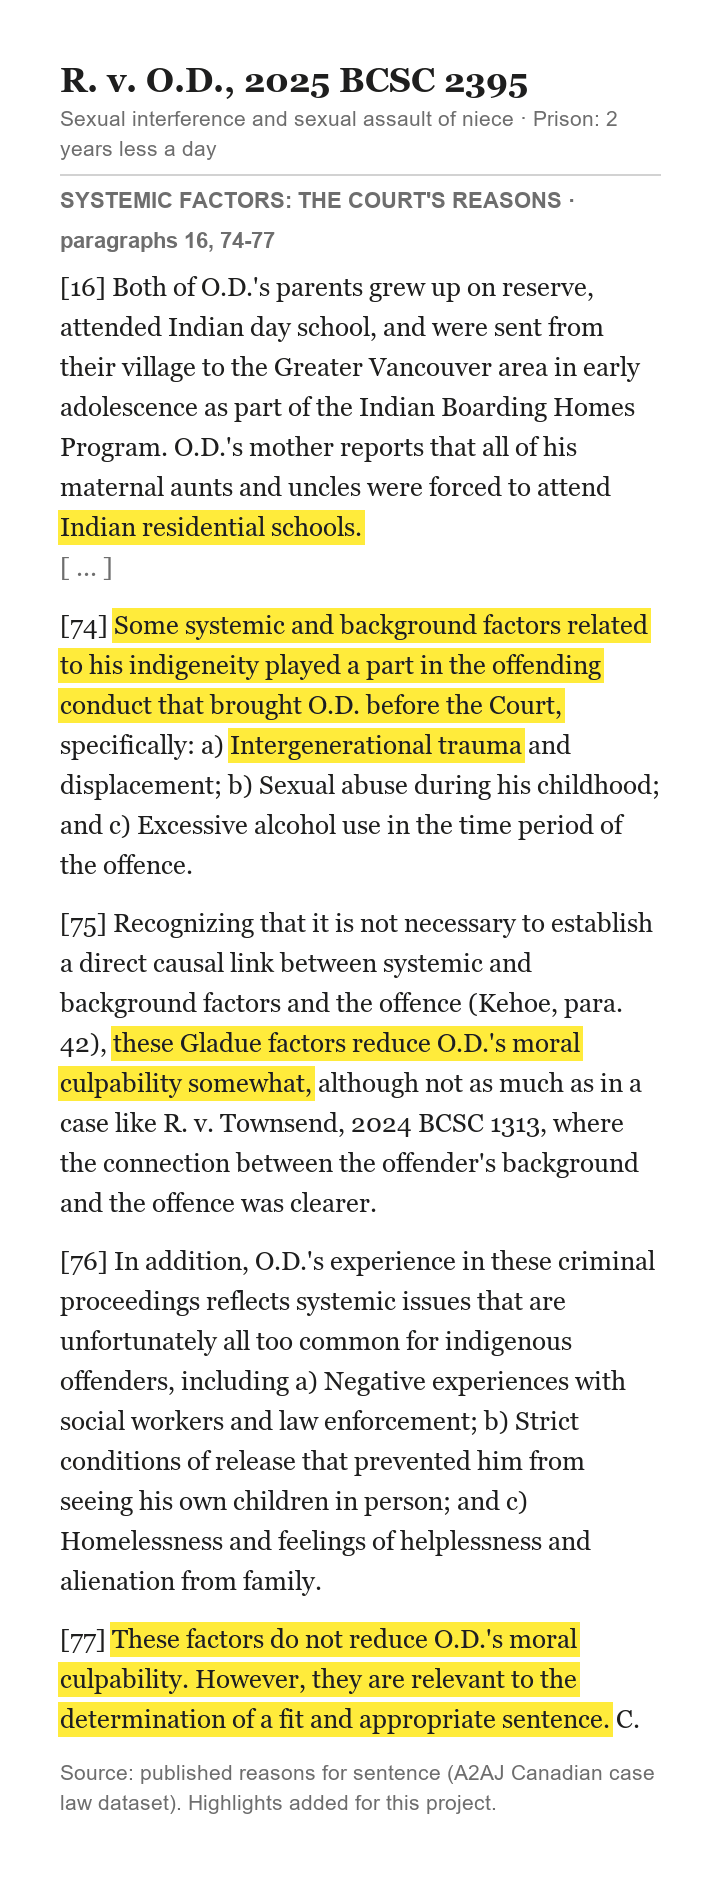 R. v. O.D., 2025 BCSC 2395
Sexual interference and sexual assault of niece · Prison: 2
years less a day
SYSTEMIC FACTORS: THE COURT'S REASONS ·
paragraphs 16, 74-77
[16] Both of O.D.'s parents grew up on reserve,
attended Indian day school, and were sent from
their village to the Greater Vancouver area in early
adolescence as part of the Indian Boarding Homes
Program. O.D.'s mother reports that all of his
maternal aunts and uncles were forced to attend
Indian residential schools.
[ ... ]
[74] Some systemic and background factors related
to his indigeneity played a part in the offending
conduct that brought O.D. before the Court,
specifically: a) Intergenerational trauma and
displacement; b) Sexual abuse during his childhood;
and c) Excessive alcohol use in the time period of
the offence.
[75] Recognizing that it is not necessary to establish
a direct causal link between systemic and
background factors and the offence (Kehoe, para.
42), these Gladue factors reduce O.D.'s moral
culpability somewhat, although not as much as in a
case like R. v. Townsend, 2024 BCSC 1313, where
the connection between the offender's background
and the offence was clearer.
[76] In addition, O.D.'s experience in these criminal
proceedings reflects systemic issues that are
unfortunately all too common for indigenous
offenders, including a) Negative experiences with
social workers and law enforcement; b) Strict
conditions of release that prevented him from
seeing his own children in person; and c)
Homelessness and feelings of helplessness and
alienation from family.
[77] These factors do not reduce O.D.'s moral
culpability. However, they are relevant to the
determination of a fit and appropriate sentence. C.
Source: published reasons for sentence (A2AJ Canadian case
law dataset). Highlights added for this project.